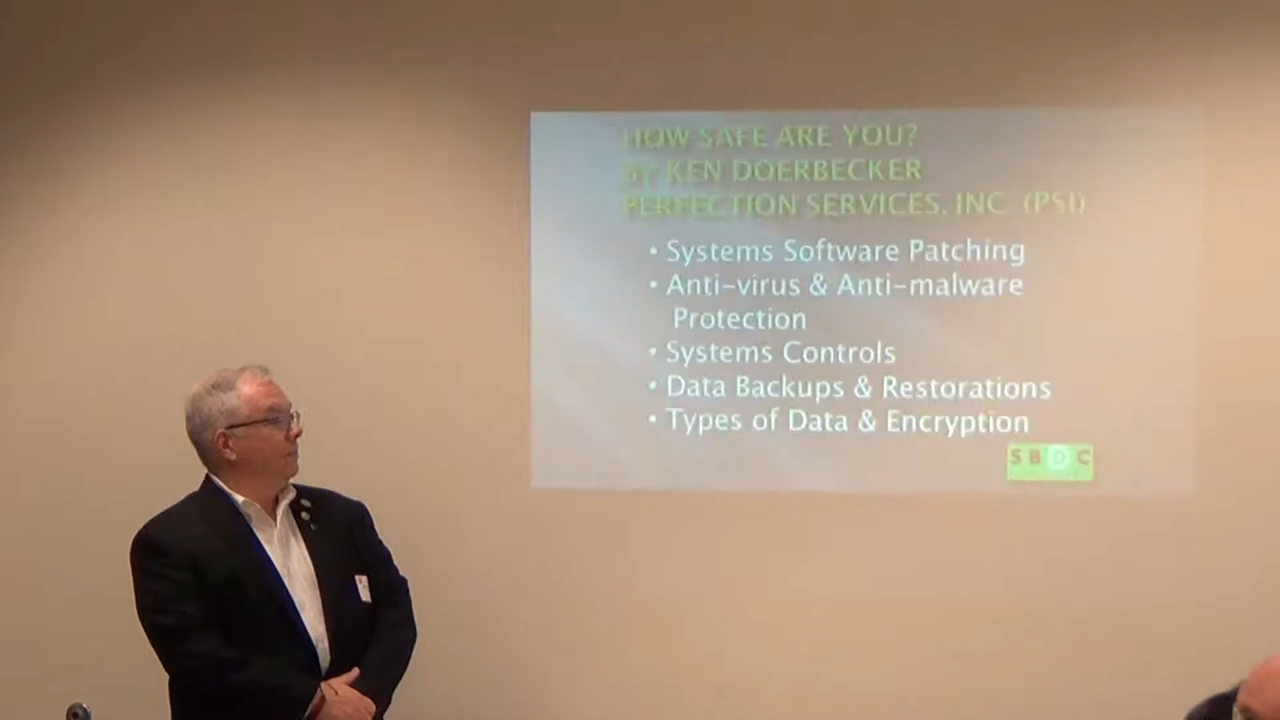 HOW SAFE ARE YOU?
BY KEN DOERBECKER
PERFECTION SERVICES, INC. (PSI)
• Systems Software Patching
• Anti-virus & Anti-malware
Protection
• Systems Controls
• Data Backups & Restorations
• Types of Data & Encryption
SBDC